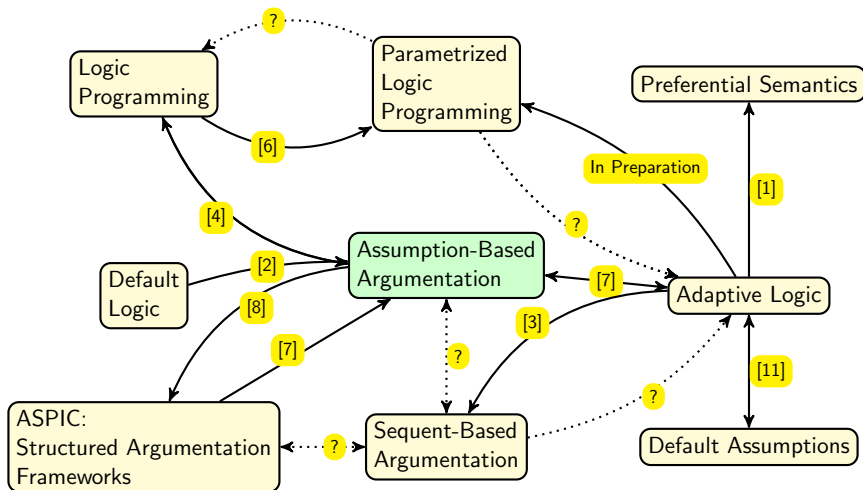 ?
Logic
Programming
Parametrized
Logic
Programming
Preferential Semantics
[6]
In Preparation
[1]
[4]
?
Assumption-Based
Argumentation
Default
Logic
[2]
[8]
[7]
Adaptive Logic
[7]
[3]
?
?
[11]
ASPIC:
Structured Argumentation
Frameworks
?
Sequent-Based
Argumentation
Default Assumptions